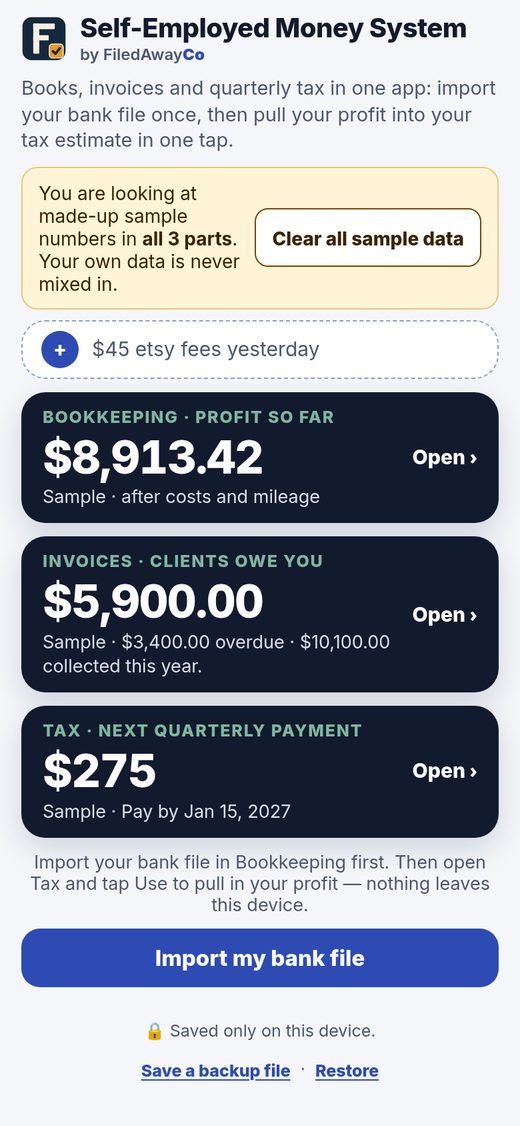 F
Self-Employed Money System
by FiledAwayCo
Books, invoices and quarterly tax in one app: import
your bank file once, then pull your profit into your
tax estimate in one tap.
You are looking at
made-up sample
numbers in all 3 parts.
Your own data is never
mixed in.
Clear all sample data
+ $45 etsy fees yesterday
BOOKKEEPING · PROFIT SO FAR
$8,913.42
Open ›
Sample · after costs and mileage
INVOICES · CLIENTS OWE YOU
$5,900.00
Open ›
Sample · $3,400.00 overdue · $10,100.00
collected this year.
TAX · NEXT QUARTERLY PAYMENT
$275
Open ›
Sample · Pay by Jan 15, 2027
Import your bank file in Bookkeeping first. Then open
Tax and tap Use to pull in your profit — nothing leaves
this device.
Import my bank file
🔒 Saved only on this device.
Save a backup file · Restore